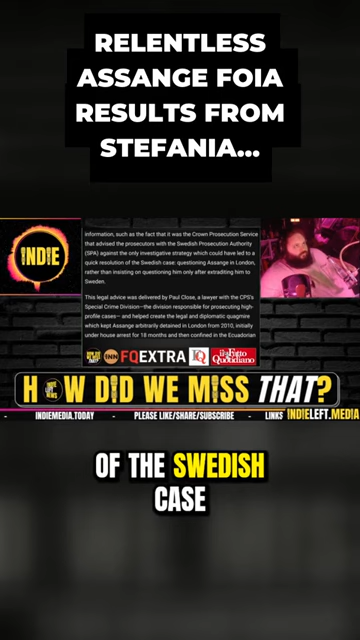 RELENTLESS
ASSANGE FOIA
RESULTS FROM
STEFANIA...
INDIE
information, such as the fact that it was the Crown Prosecution Service
that advised the prosecutors with the Swedish Prosecution Authority
(SPA) against the only investigative strategy which could have led to a
quick resolution of the Swedish case: questioning Assange in London,
rather than insisting on questioning him only after extraditing him to
Sweden.
This legal advice was delivered by Paul Close, a lawyer with the CPS's
Special Crime Division—the division responsible for prosecuting high-
profile cases— and helped create the legal and diplomatic quagmire
which kept Assange arbitrarily detained in London from 2010, initially
under house arrest for 18 months and then confined in the Ecuadorian
INN FQEXTRA il Fatto Quotidiano
HOW DID WE MISS THAT?
- INDIEMEDIA.TODAY - PLEASE LIKE/SHARE/SUBSCRIBE - LINKS INDIELEFT.MEDIA
OF THE SWEDISH
CASE